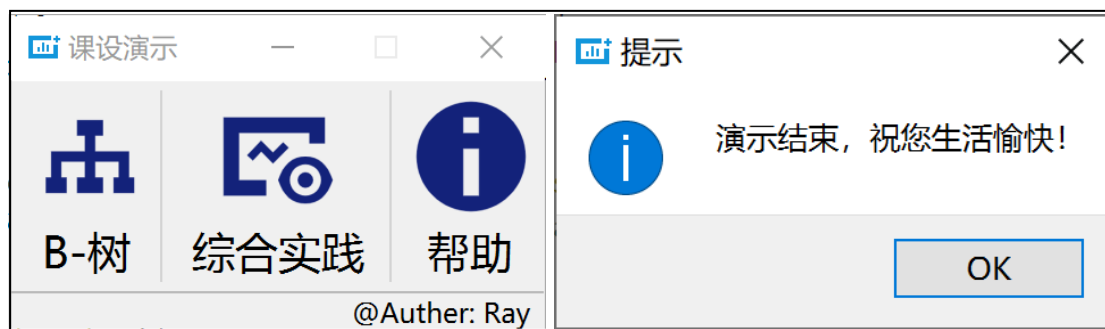 课设演示
B-树
综合实践
帮助
@Auther: Ray
提示
演示结束，祝您生活愉快！
OK